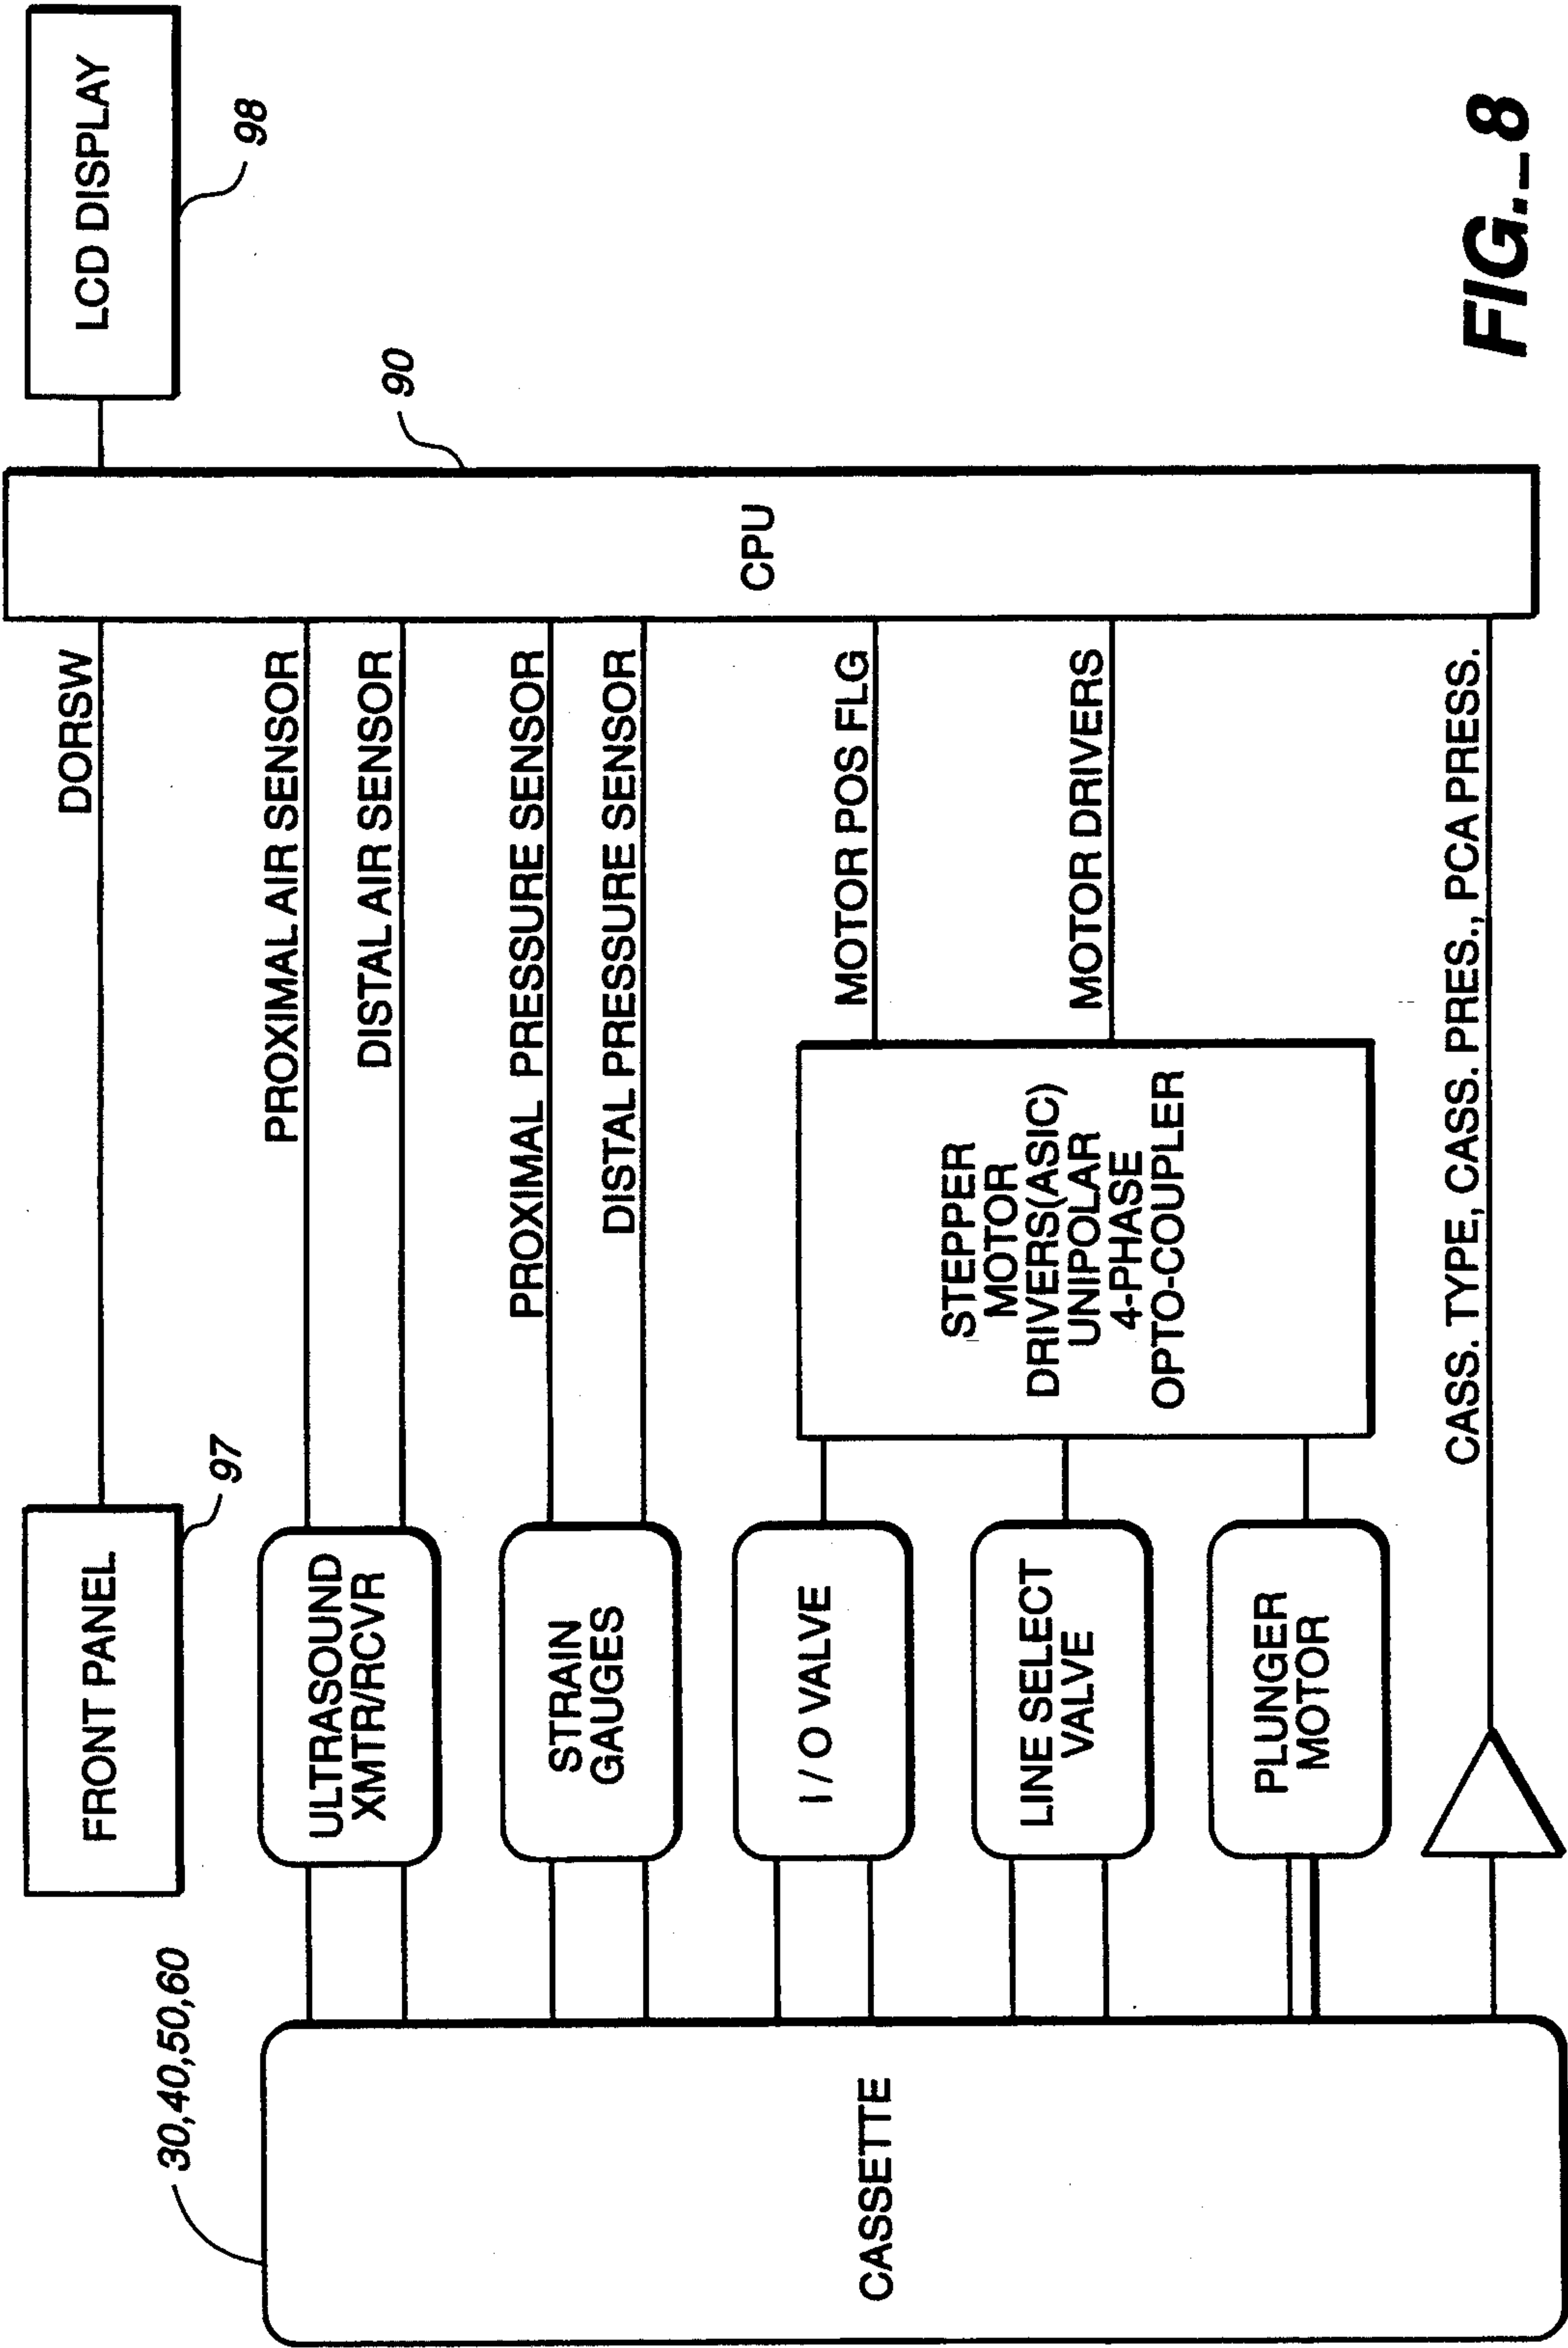 FRONT PANEL
97
DORSW
LCD DISPLAY
98
90
CPU
30,40,50,60
CASSETTE
ULTRASOUND
XMTR/RCVR
PROXIMAL AIR SENSOR
DISTAL AIR SENSOR
STRAIN
GAUGES
PROXIMAL PRESSURE SENSOR
DISTAL PRESSURE SENSOR
I / O VALVE
LINE SELECT
VALVE
PLUNGER
MOTOR
STEPPER
MOTOR
DRIVERS(ASIC)
UNIPOLAR
4-PHASE
OPTO-COUPLER
MOTOR POS FLG
MOTOR DRIVERS
CASS. TYPE, CASS. PRES., PCA PRESS.
FIG._8